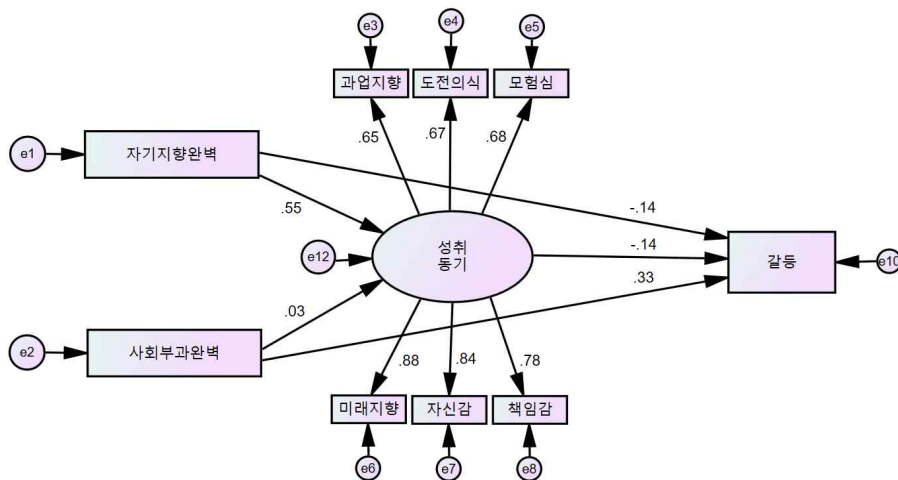 e3
e4
e5
과업지향
도전의식
모험심
.65
.67
.68
e1
자기지향완벽
.55
-.14
성취
동기
e12
-.14
갈등
e10
.33
.03
e2
사회부과완벽
.88
.84
.78
미래지향
자신감
책임감
e6
e7
e8